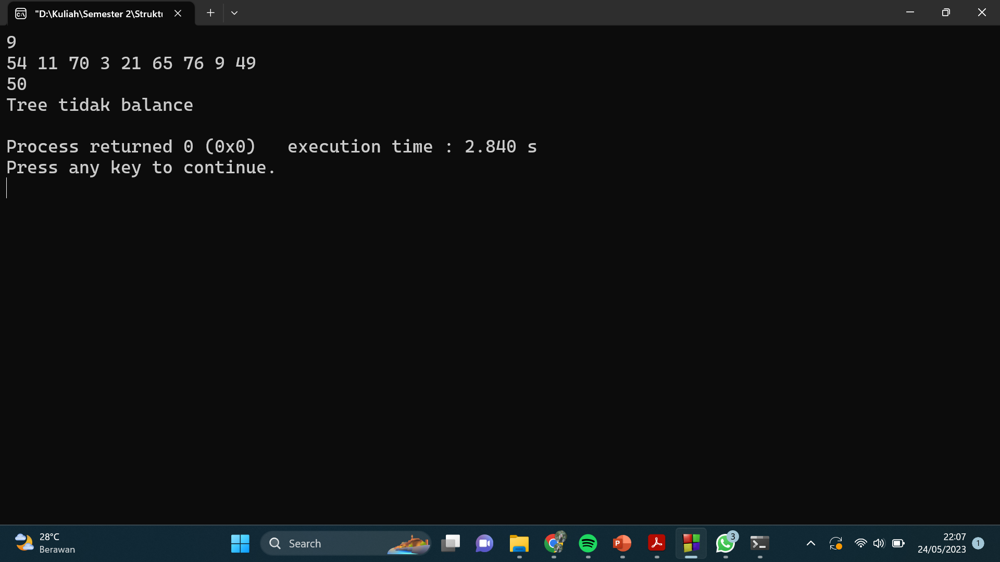 "D:\Kuliah\Semester 2\Struktu
9
54 11 70 3 21 65 76 9 49
50
Tree tidak balance
Process returned 0 (0x0)   execution time : 2.840 s
Press any key to continue.
28°C
Berawan
Search
3
22:07
24/05/2023
1